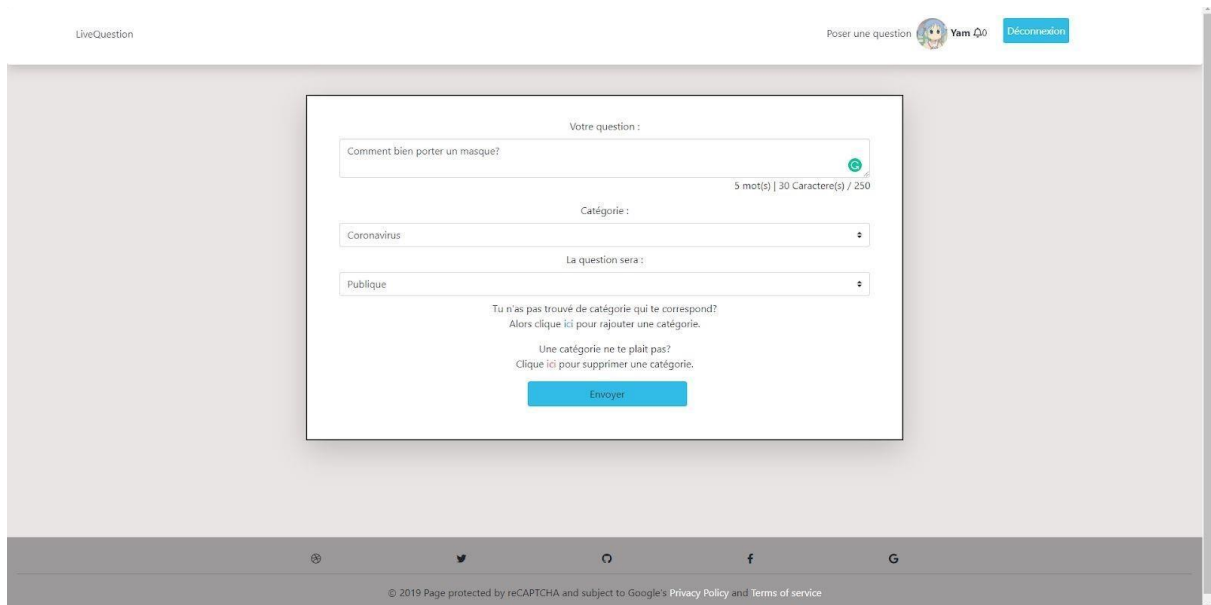 LiveQuestion
Poser une question Yam 0 Déconnexion
Votre question :
Comment bien porter un masque?
5 mot(s) | 30 Caractere(s) / 250
Catégorie :
Coronavirus
La question sera :
Publique
Tu n'as pas trouvé de catégorie qui te correspond?
Alors clique ici pour rajouter une catégorie.
Une catégorie ne te plait pas?
Clique ici pour supprimer une catégorie.
Envoyer
© 2019 Page protected by reCAPTCHA and subject to Google's Privacy Policy and Terms of service